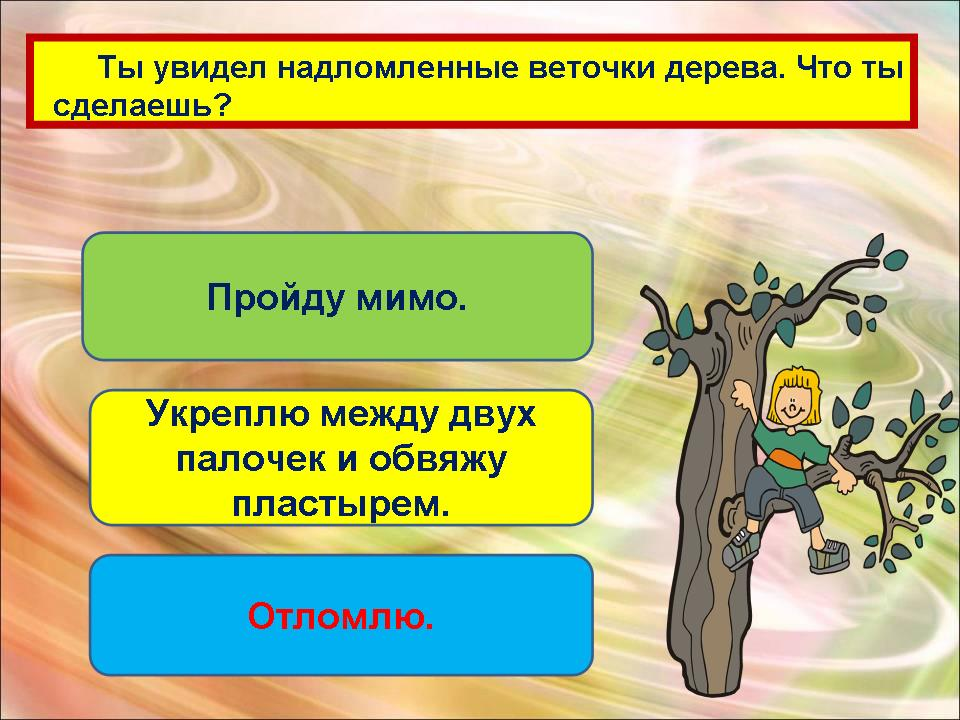 Ты увидел надломленные веточки дерева. Что ты
сделаешь?
Пройду мимо.
Укреплю между двух
палочек и обвяжу
пластырем.
Отломлю.